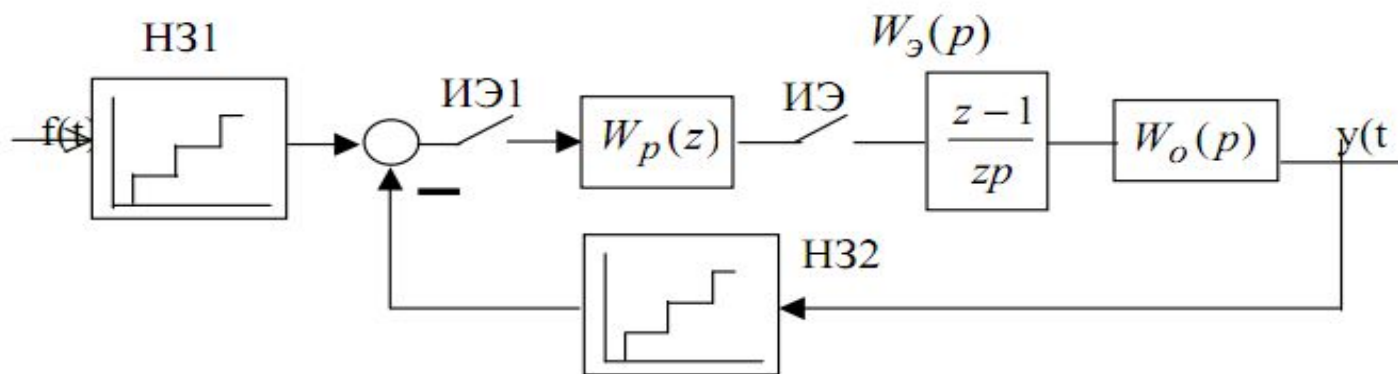 НЗ1
W_Э(p)
ИЭ1
ИЭ
f(t)
W_p(z)
z − 1
zp
W_o(p)
y(t
НЗ2